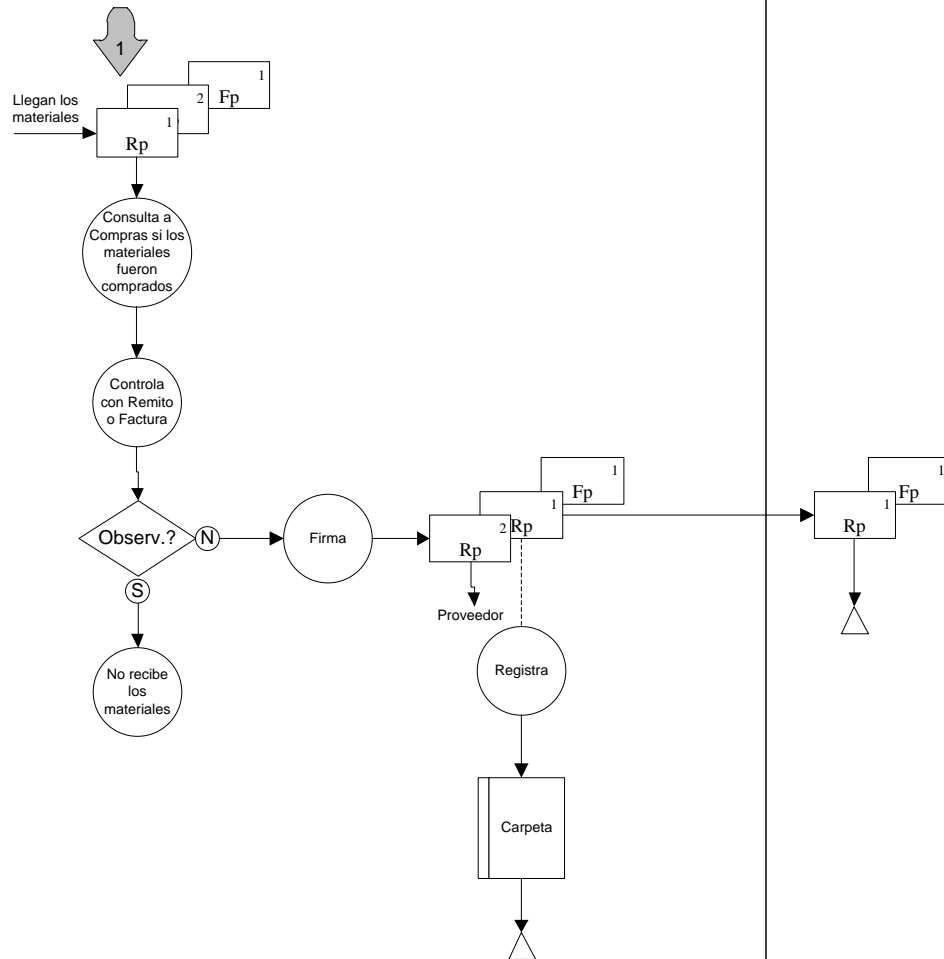 1
Llegan los
materiales
1
Fp
2
1
Rp
Consulta a
Compras si los
materiales
fueron
comprados
Controla
con Remito
o Factura
Observ.?
N
S
Firma
1
Fp
1
Rp
2
Rp
1
Fp
1
Rp
Proveedor
Registra
No recibe
los
materiales
Carpeta